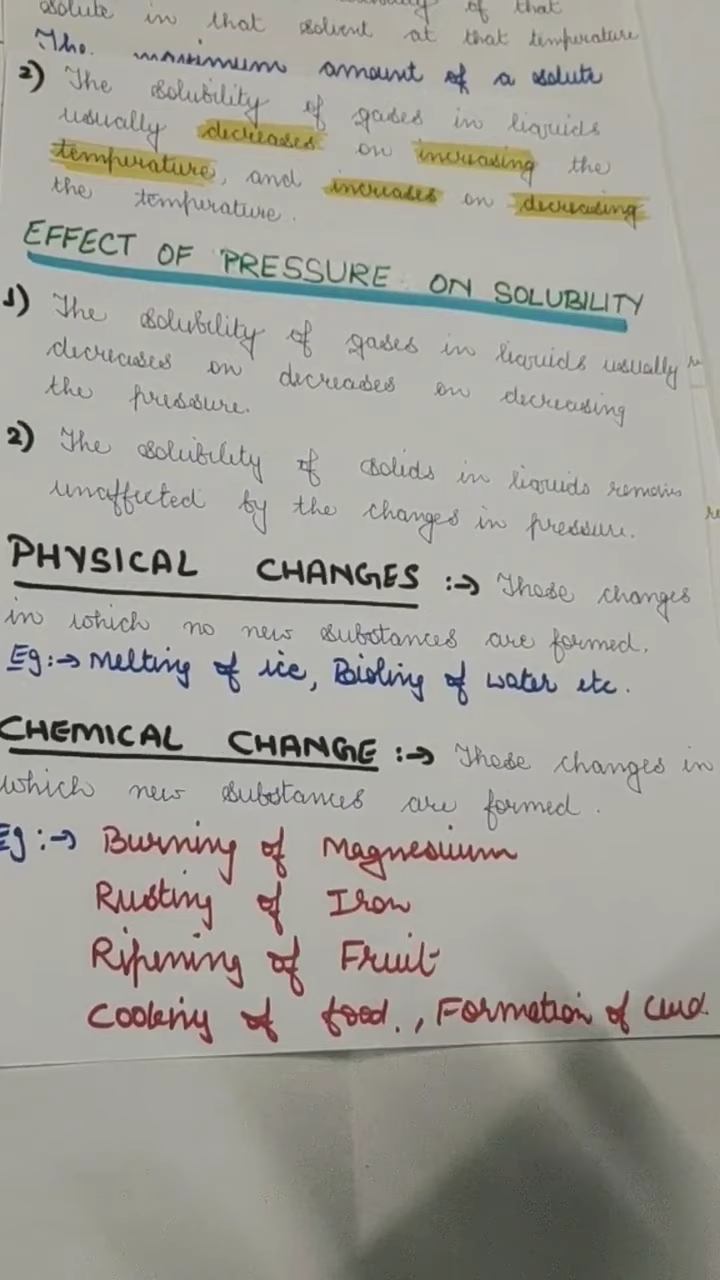 solute in that solvent at that temperature
of that
The maximum amount of a solute
2) The solubility of gases in liquids
usually decreases on increasing the
temperature, and increases on decreasing
the temperature.
EFFECT OF PRESSURE ON SOLUBILITY
1) The solubility of gases in liquids usually
decreases on decreases on decreasing
the pressure.
2) The solubility of solids in liquids remains
unaffected by the changes in pressure.
PHYSICAL CHANGES :→ Those changes
in which no new substances are formed.
Eg:→ Melting of ice, Bioling of water etc.
CHEMICAL CHANGE :→ These changes in
which new substances are formed.
Eg:→ Burning of Magnesium
Rusting of Iron
Ripening of Fruit
Cooking of food., Formation of curd.